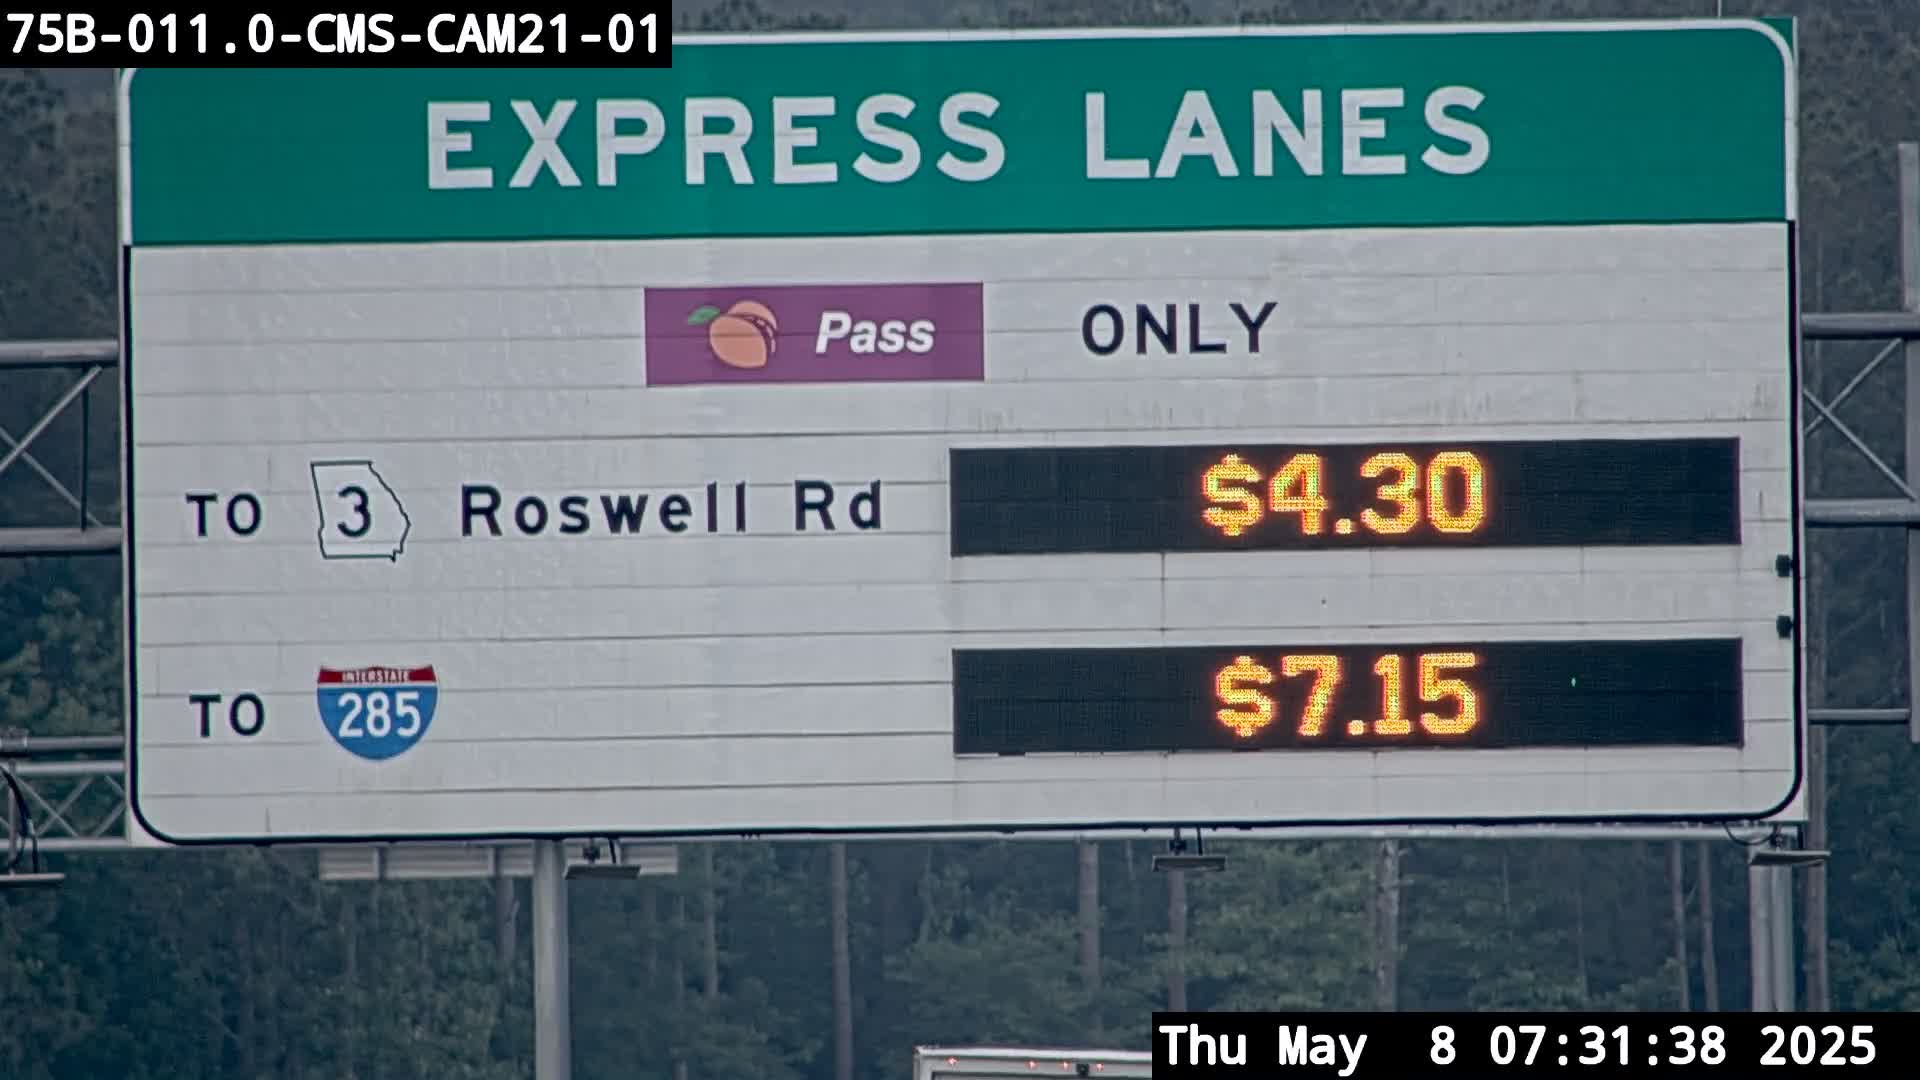 75B-011.0-CMS-CAM21-01
EXPRESS LANES
Pass ONLY
TO 3 Roswell Rd $4.30
TO INTERSTATE 285 $7.15
Thu May 8 07:31:38 2025